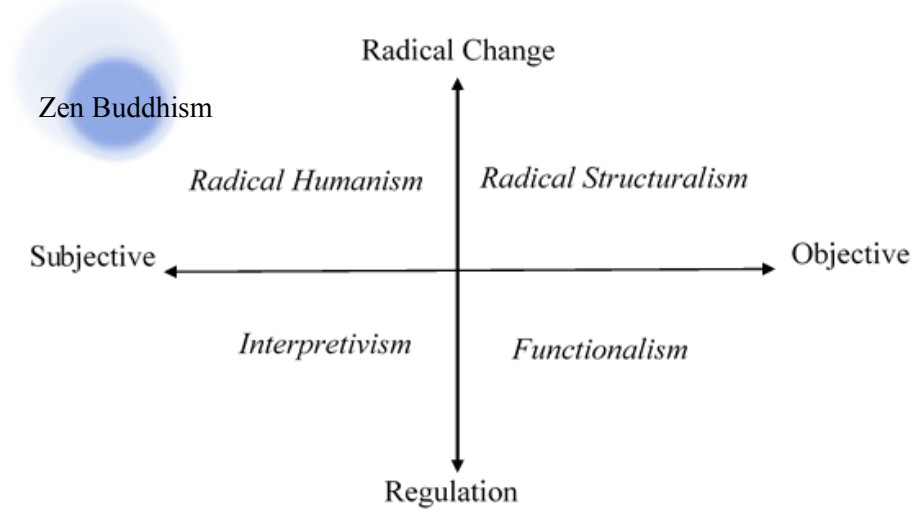 Radical Change
Zen Buddhism
Radical Humanism
Radical Structuralism
Subjective
Objective
Interpretivism
Functionalism
Regulation